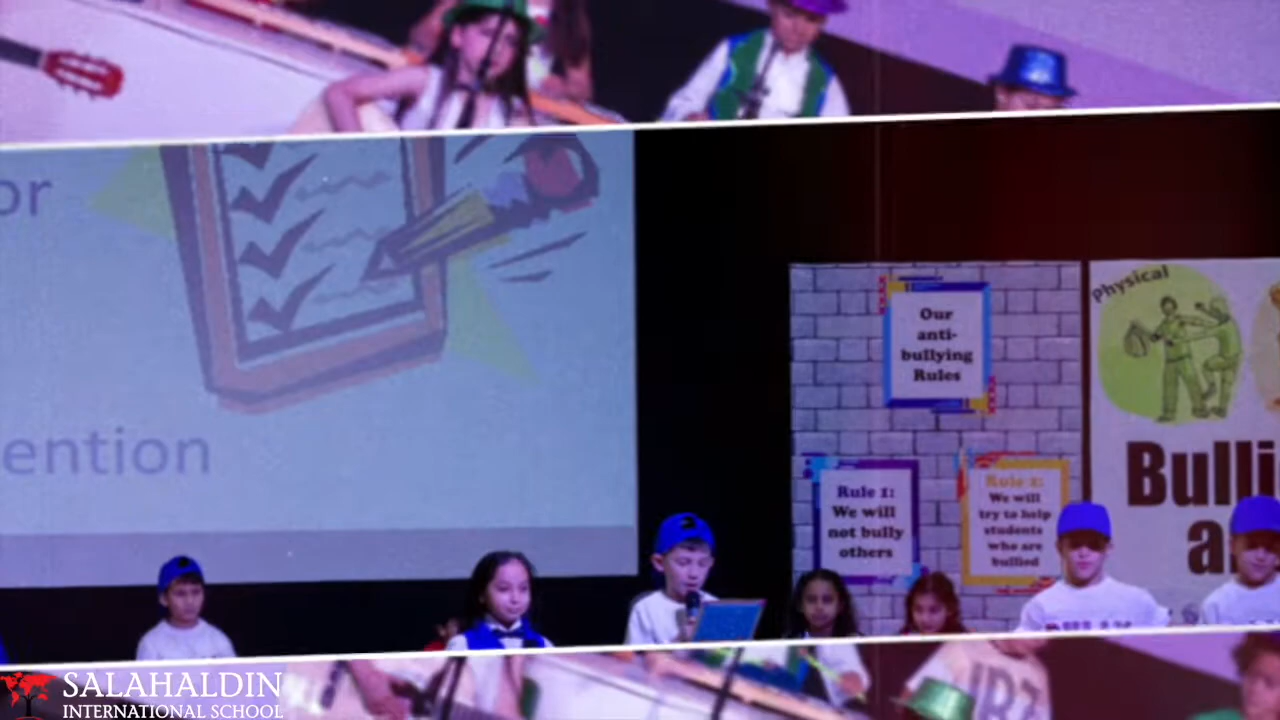 or
ention
Physical
Our
anti-
bullying
Rules
Rule 1:
We will
not bully
others
Rule 2:
We will
try to help
students
who are
bullied
Bulli
a
SALAHALDIN
INTERNATIONAL SCHOOL